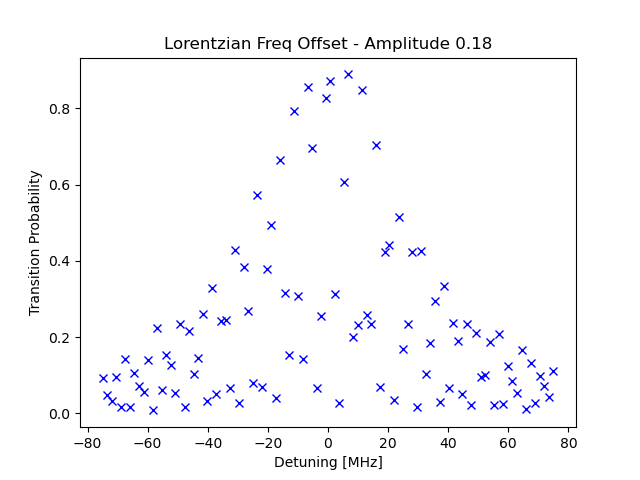 Lorentzian Freq Offset - Amplitude 0.18
Transition Probability
0.8
0.6
0.4
0.2
0.0
−80 −60 −40 −20 0 20 40 60 80
Detuning [MHz]